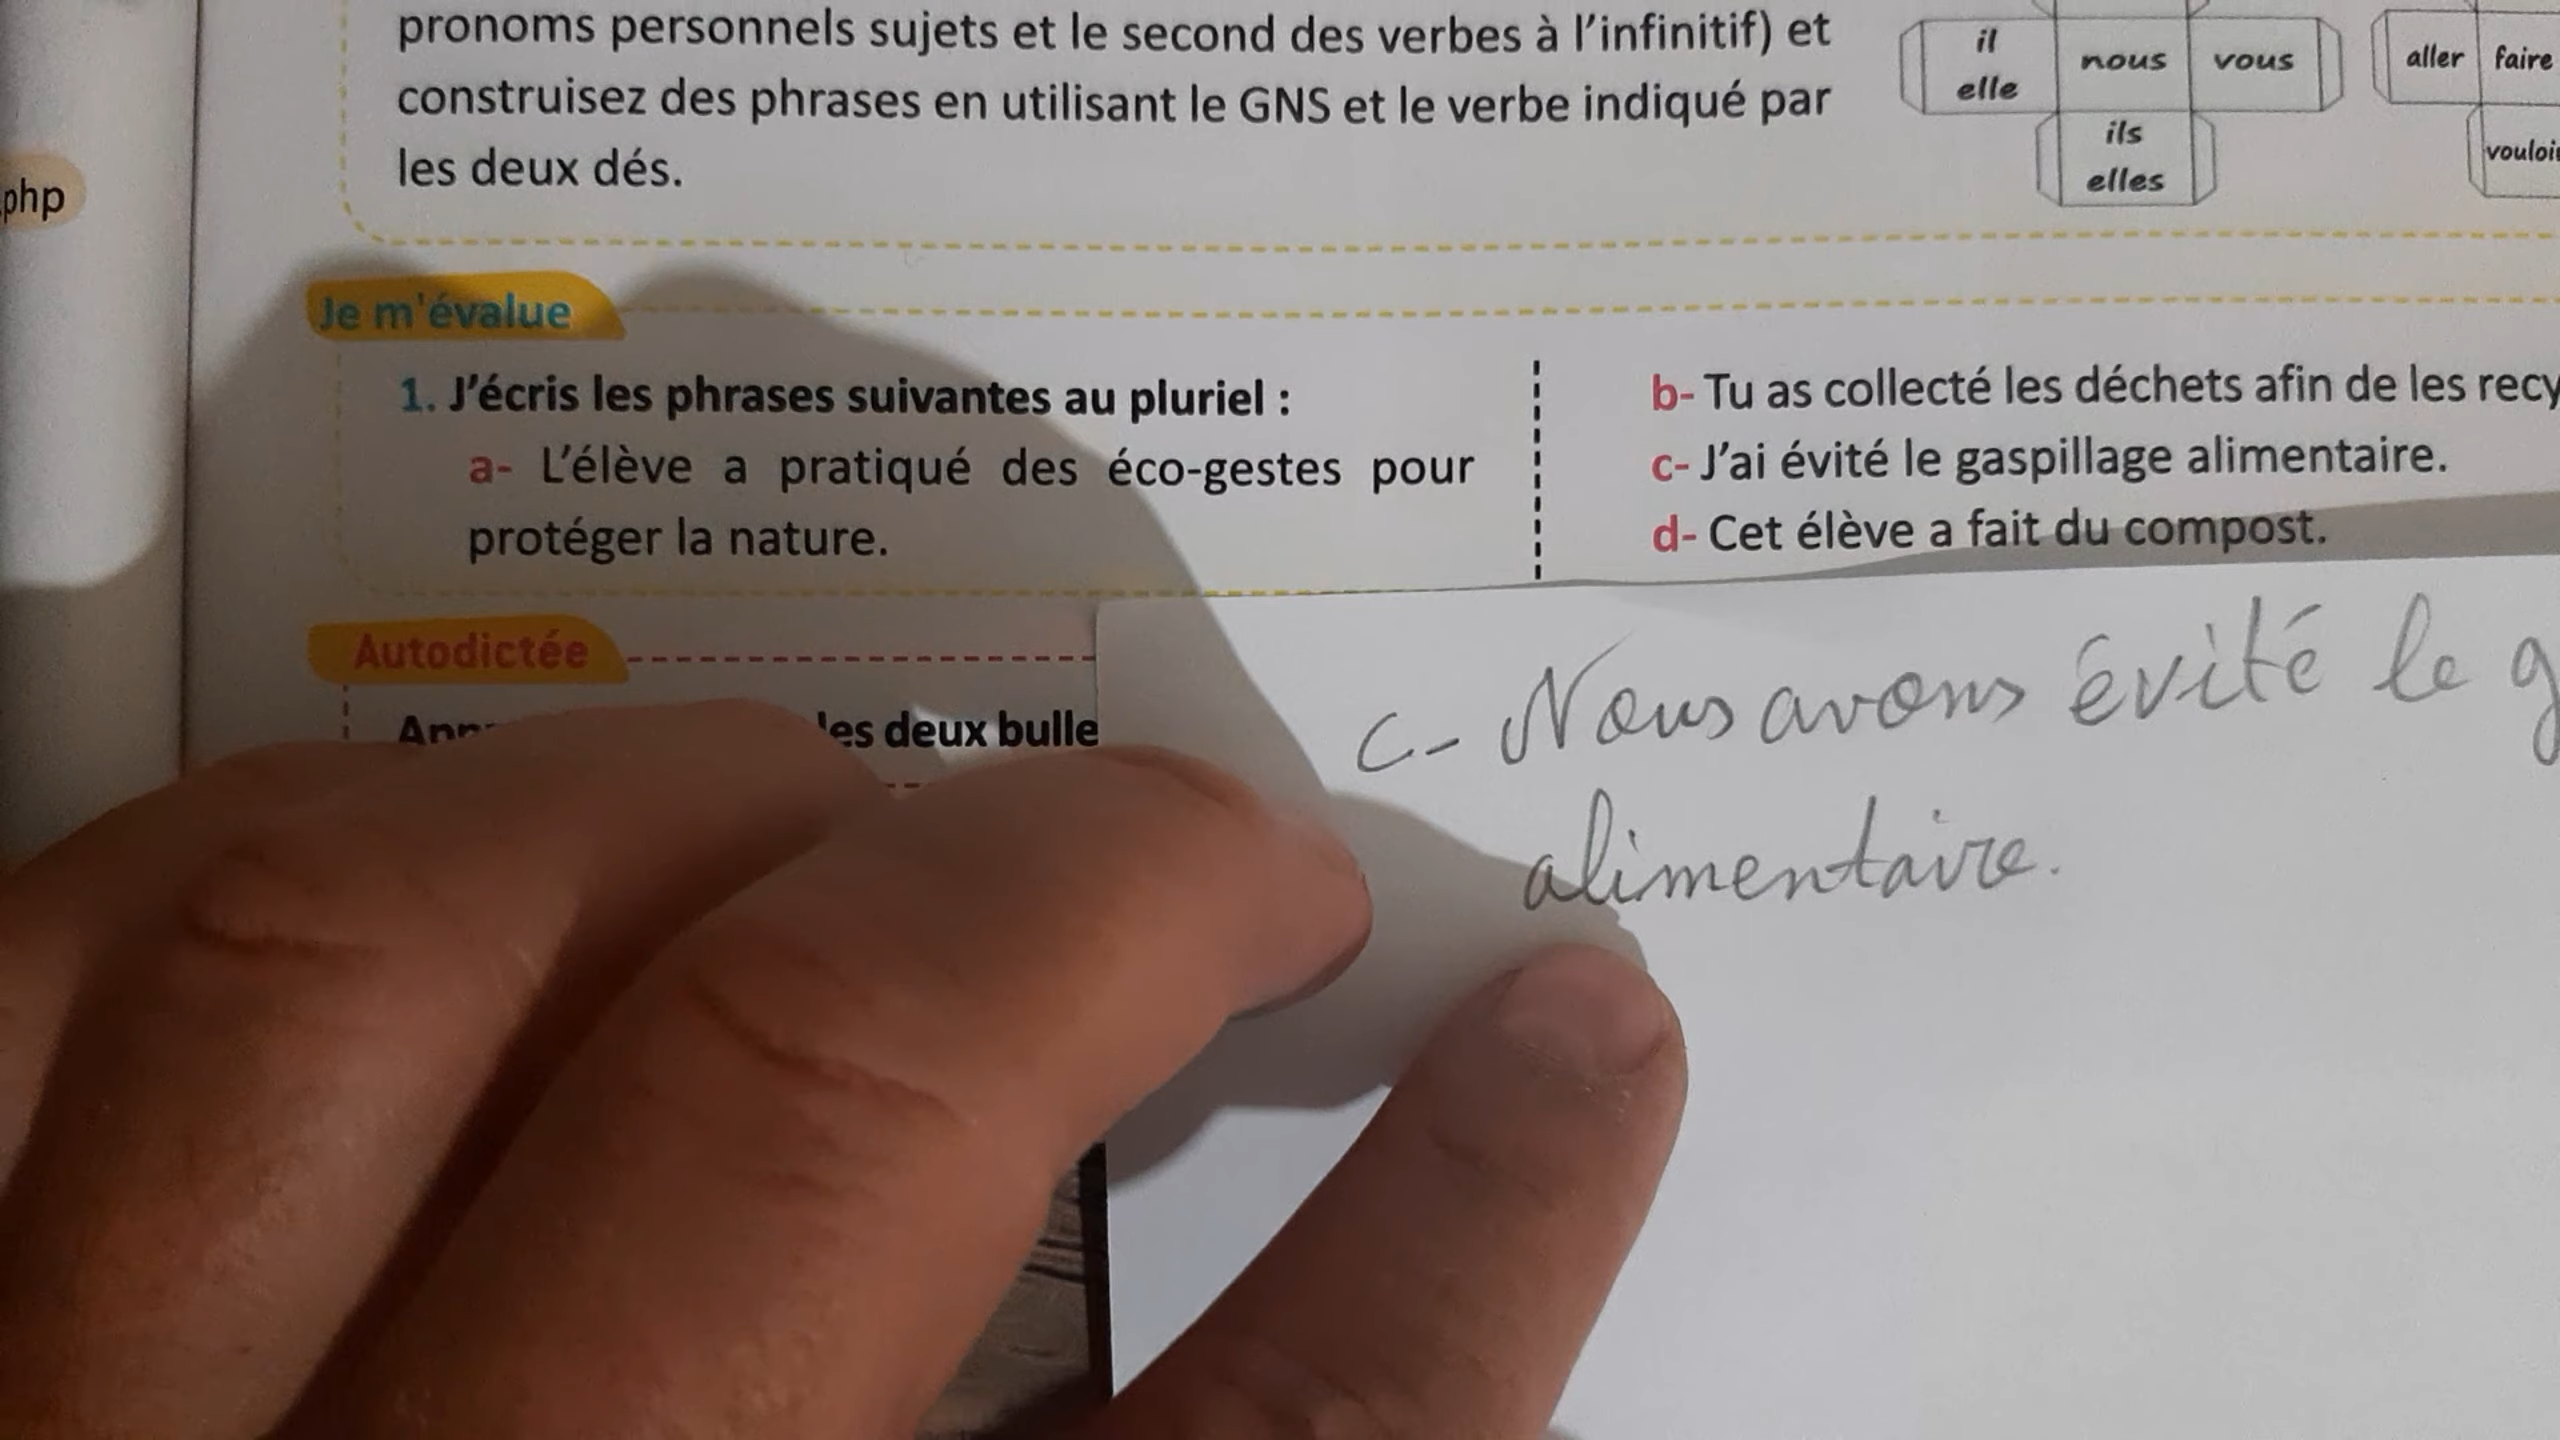 pronoms personnels sujets et le second des verbes à l'infinitif) et
construisez des phrases en utilisant le GNS et le verbe indiqué par
les deux dés.
il
elle
nous
vous
ils
elles
aller
faire
php
Je m'évalue
1. J'écris les phrases suivantes au pluriel :
a- L'élève a pratiqué des éco-gestes pour
protéger la nature.
b- Tu as collecté les déchets afin de les
c- J'ai évité le gaspillage alimentaire.
d- Cet élève a fait du compost.
Autodictée
les deux
c- Nous avons évité le
alimentaire.